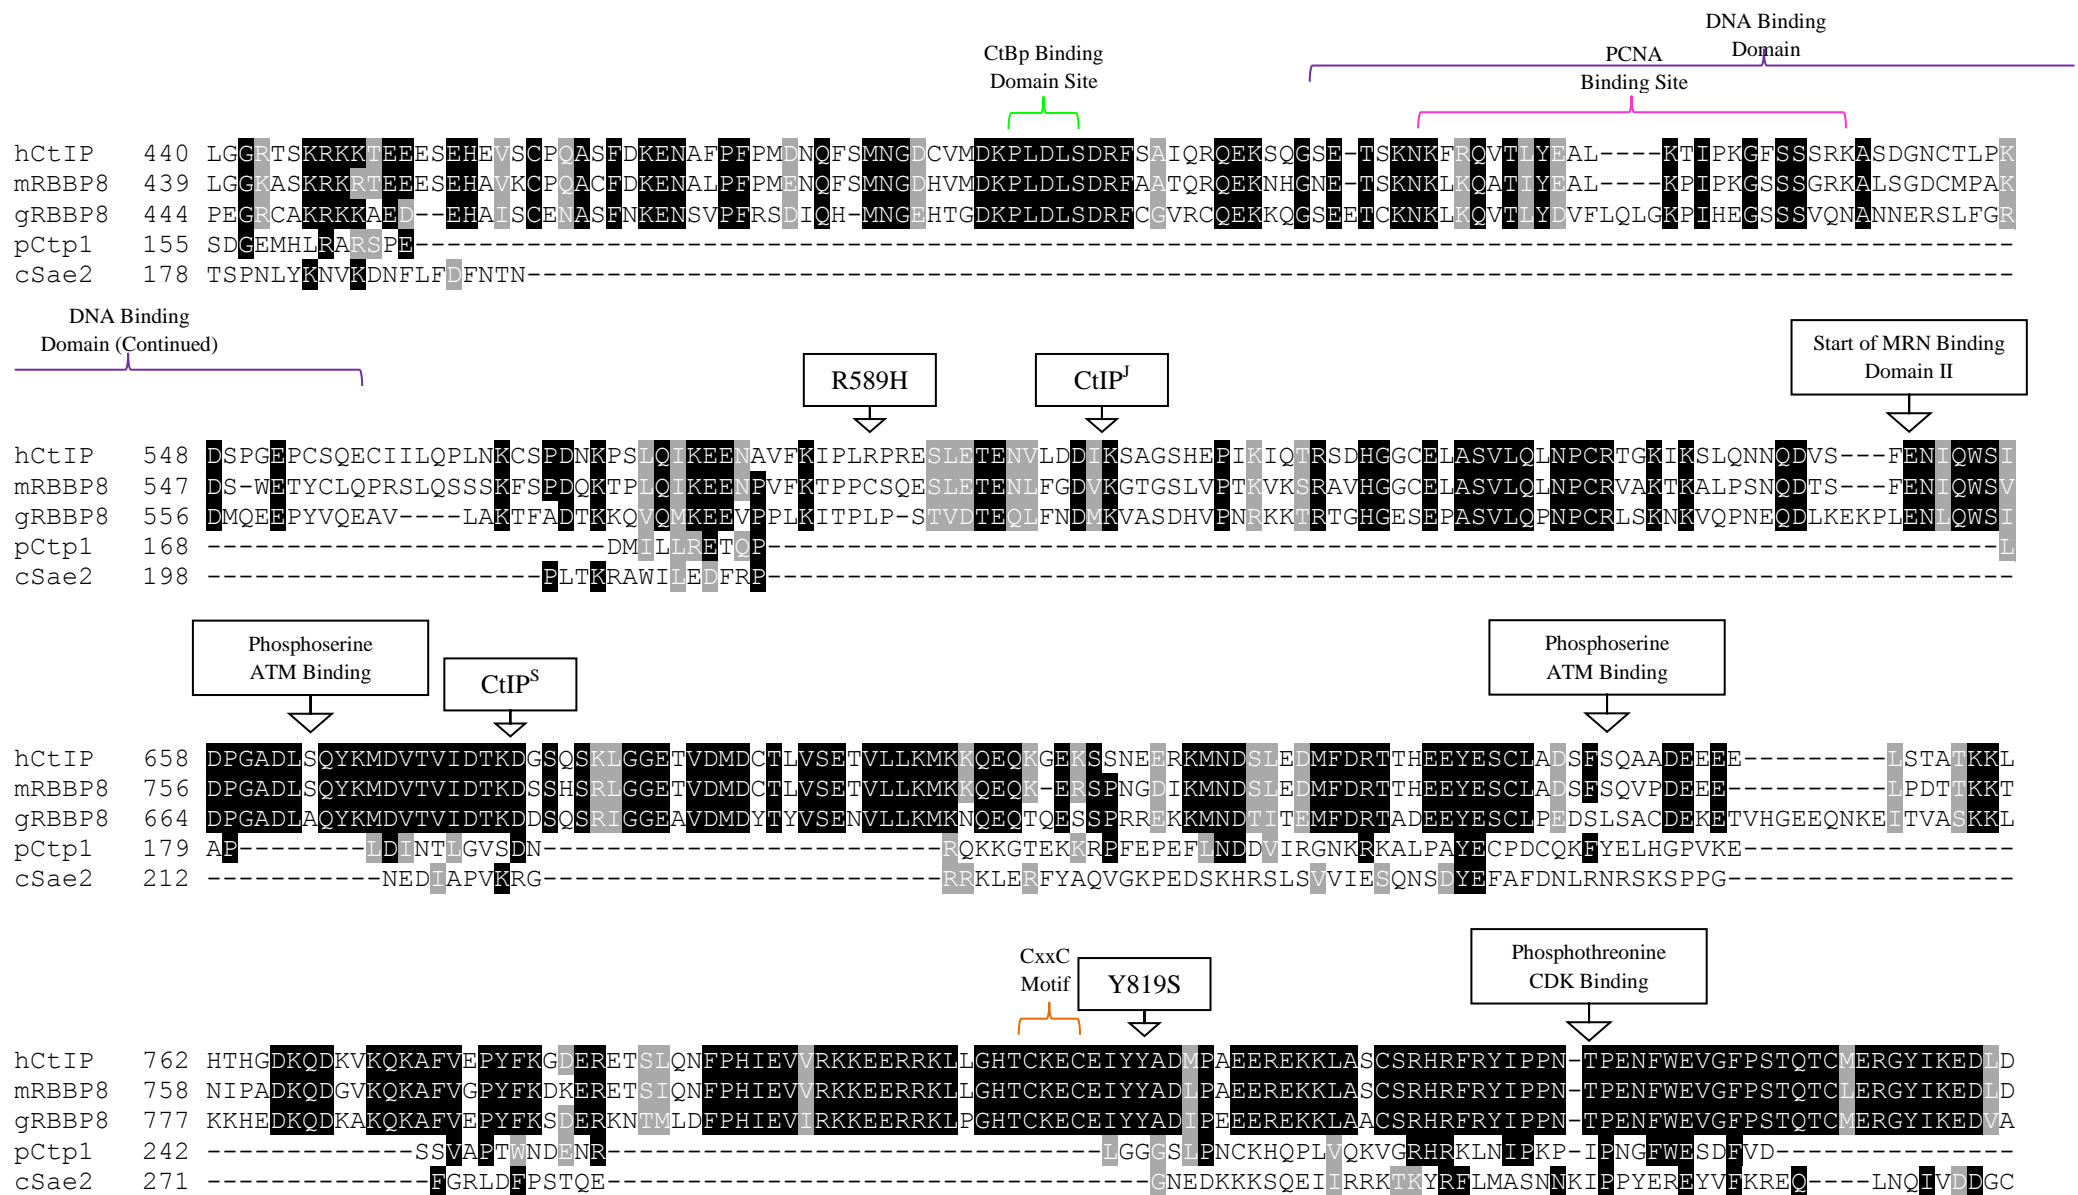 DNA Binding
Domain
CtBp Binding
Domain Site
PCNA
Binding Site
hCtIP 440 LGGRTSKRKKTEEESEHEVSCPQASFDKENAFPFPMDNQFSMNGDCVMDKPLDLSDRFSAIQRQEKSQGSE-TSKNKFRQVTLYEAL----KTIPKGFSSSRKASDGNCTLPK
mRBBP8 439 LGGKASKRKRTEEESEHAVKCPQACFDKENALPFPMENQFSMNGDHVMDKPLDLSDRFAATQRQEKNHGNE-TSKNKLKQATIYEAL----KPIPKGSSSGRKALSGDCMPAK
gRBBP8 444 PEGRCAKRKKAED--EHAISCENASFNKENSVPFRSDIQH-MNGEHTGDKPLDLSDRFCGVRCQEKKQGSEETCKNKLKQVTLYDVFLQLGKPIHEGSSSVQNANNERSLFGR
pCtp1 155 SDGEMHLRARSPE----------------------------------------------------------------------------------------------------
cSae2 178 TSPNLYKNVKDNFLFDFNTN---------------------------------------------------------------------------------------------
DNA Binding
Domain (Continued)
R589H
CtIP^J
Start of MRN Binding
Domain II
hCtIP 548 DSPGEPCSQECIILQPLNKCSPDNKPSLQIKEENAVFKIPLRPRESLETENVLDDIKSAGSHEPIKIQTRSDHGGCELASVLQLNPCRTGKIKSLQNNQDVS---FENIQWSI
mRBBP8 547 DS-WETYCLQPRSLQSSSKFSPDQKTPLQIKEENPVFKTPPCSQESLETENLFGDVKGTGSLVPTKVKSRAVHGGCELASVLQLNPCRVAKTKALPSNQDTS---FENIQWSV
gRBBP8 556 DMQEEPYVQEAV----LAKTFADTKKQVQMKEEVPPLKITPLP-STVDTEQLFNDMKVASDHVPNRKKTRTGHGESEPASVLQPNPCRLSKNKVQPNEQDLKEKPLENLQWSI
pCtp1 168 -------------------------DMILLRETQP-----------------------------------------------------------------------------L
cSae2 198 ---------------------PLTKRAWILEDFRP------------------------------------------------------------------------------
Phosphoserine
ATM Binding
CtIP^S
Phosphoserine
ATM Binding
hCtIP 658 DPGADLSQYKMDVTVIDTKDGSQSKLGGETVDMDCTLVSETVLLKMKKQEQKGEKSSNEERKMNDSLEDMFDRTTHEEYESCLADSFSQAADEEEE---------LSTATKKL
mRBBP8 756 DPGADLSQYKMDVTVIDTKDSSHSRLGGETVDMDCTLVSETVLLKMKKQEQK-ERSPNGDIKMNDSLEDMFDRTTHEEYESCLADSFSQVPDEEE----------LPDTTKKT
gRBBP8 664 DPGADLAQYKMDVTVIDTKDDSQSRIGGEAVDMDYTYVSENVLLKMKNQEQTQESSPRREKKMNDTITEMFDRTADEEYESCLPEDSLSACDEKETVHGEEQNKEITVASKKL
pCtp1 179 AP--------LDINTLGVSDN-------------------------RQKKGTEKKRPFEPEFLNDDVIRGNKRKALPAYECPDCQKFYELHGPVKE-----------------
cSae2 212 -----------NEDIAPVKRG-------------------------RRKLERFYAQVGKPEDSKHRSLSVVIESQNSDYEFAFDNLRNRSKSPPG------------------
CxxC
Motif
Y819S
Phosphothreonine
CDK Binding
hCtIP 762 HTHGDKQDKVKQKAFVEPYFKGDERETSLQNFPHIEVVRKKEERRKLLGHTCKECEIYYADMPAEEREKKLASCSRHRFRYIPPN-TPENFWEVGFPSTQTCMERGYIKEDLD
mRBBP8 758 NIPADKQDGVKQKAFVGPYFKDKERETSIQNFPHIEVVRKKEERRKLLGHTCKECEIYYADLPAEEREKKLASCSRHRFRYIPPN-TPENFWEVGFPSTQTCLERGYIKEDLD
gRBBP8 777 KKHEDKQDKAKQKAFVEPYFKSDERKNTMLDFPHIEVIRKKEERRKLPGHTCKECEIYYADIPEEEREKKLAACSRHRFRYIPPN-TPENFWEVGFPSTQTCMERGYIKEDVA
pCtp1 242 -------------SSVAPTWNDENR-------------------------------LGGGSLPNCKHQPLVQKVGRHRKLNIPKP-IPNGFWESDFVD---------------
cSae2 271 --------------FGRLDFPSTQE----------------------------------GNEDKKKSQEIIRRKTKYRFLMASNNKIPPYEREYVFKREQ----LNQIVDDGC